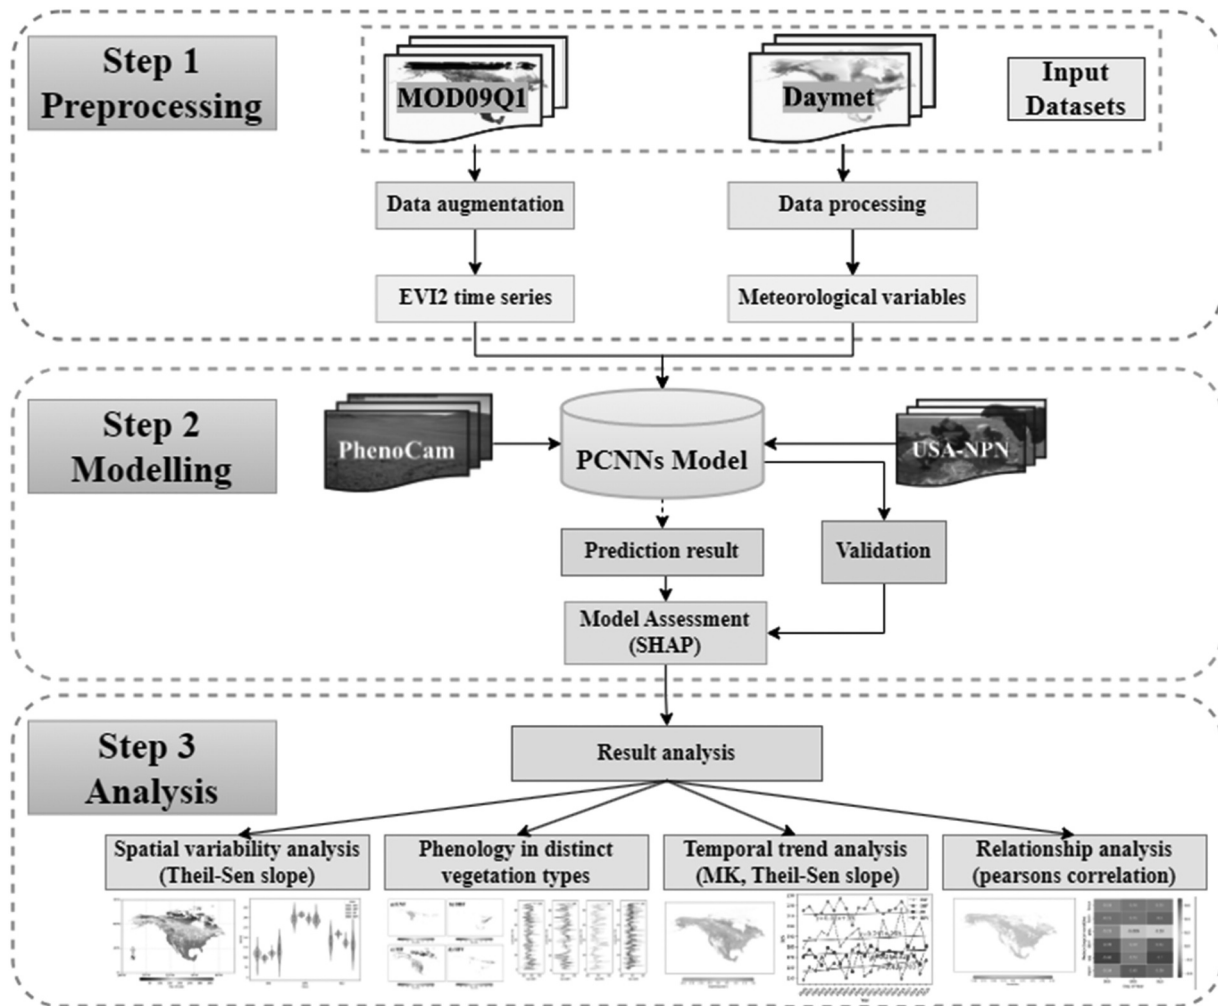 Step 1
Preprocessing
MOD09Q1
Daymet
Input
Datasets
Data augmentation
Data processing
EVI2 time series
Meteorological variables
Step 2
Modelling
PhenoCam
PCNNs Model
USA-NPN
Prediction result
Validation
Model Assessment
(SHAP)
Step 3
Analysis
Result analysis
Spatial variability analysis
(Theil-Sen slope)
Phenology in distinct
vegetation types
Temporal trend analysis
(MK, Theil-Sen slope)
Relationship analysis
(pearsons correlation)